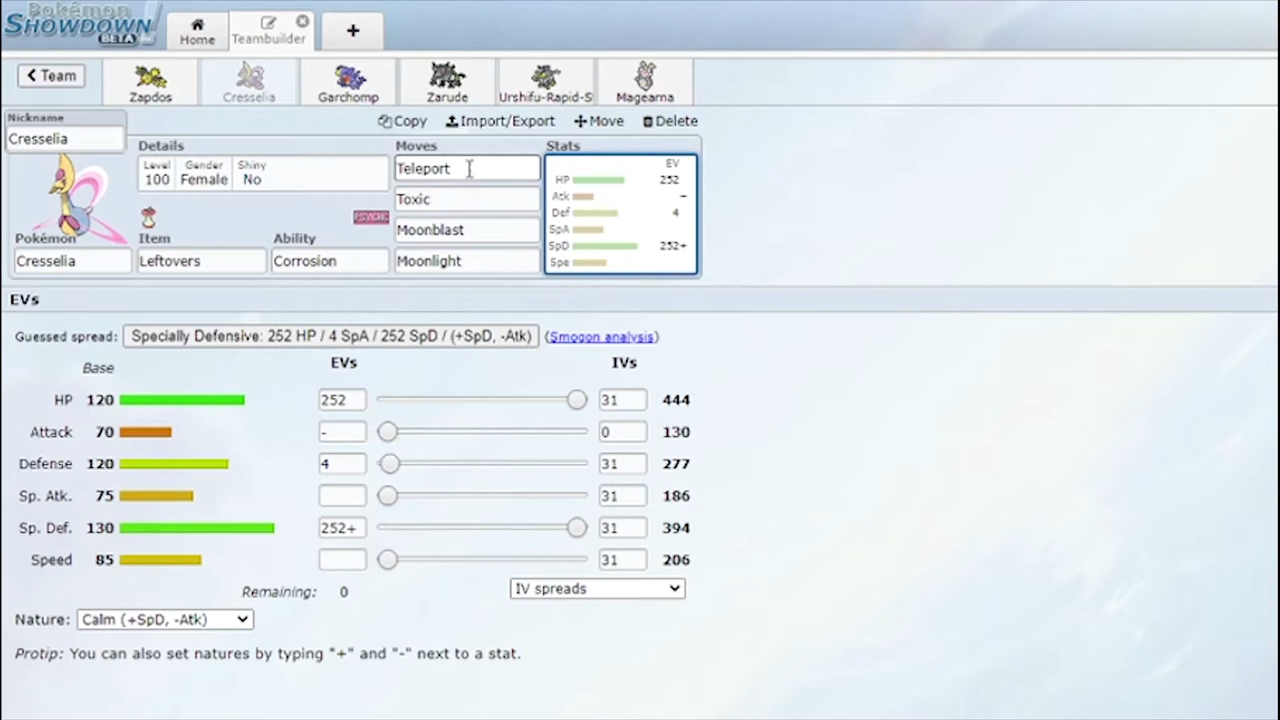 Pokémon
SHOWDOWN!
BETA
Home
Teambuilder
+
< Team
Zapdos
Cresselia
Garchomp
Zarude
Urshifu-Rapid-S
Magearna
Copy
Import/Export
Move
Delete
Nickname
Cresselia
Details
Moves
Stats
Level
Gender
Shiny
100
Female
No
Teleport
Toxic
Moonblast
Moonlight
EV
HP 252
Atk -
Def 4
SpA
SpD 252+
Spe
PSYCHIC
Pokémon
Item
Ability
Cresselia
Leftovers
Corrosion
EVs
Guessed spread: Specially Defensive: 252 HP / 4 SpA / 252 SpD / (+SpD, -Atk) (Smogon analysis)
Base EVs IVs
HP 120 252 31 444
Attack 70 - 0 130
Defense 120 4 31 277
Sp. Atk. 75 31 186
Sp. Def. 130 252+ 31 394
Speed 85 31 206
Remaining: 0 IV spreads
Nature: Calm (+SpD, -Atk)
Protip: You can also set natures by typing "+" and "-" next to a stat.